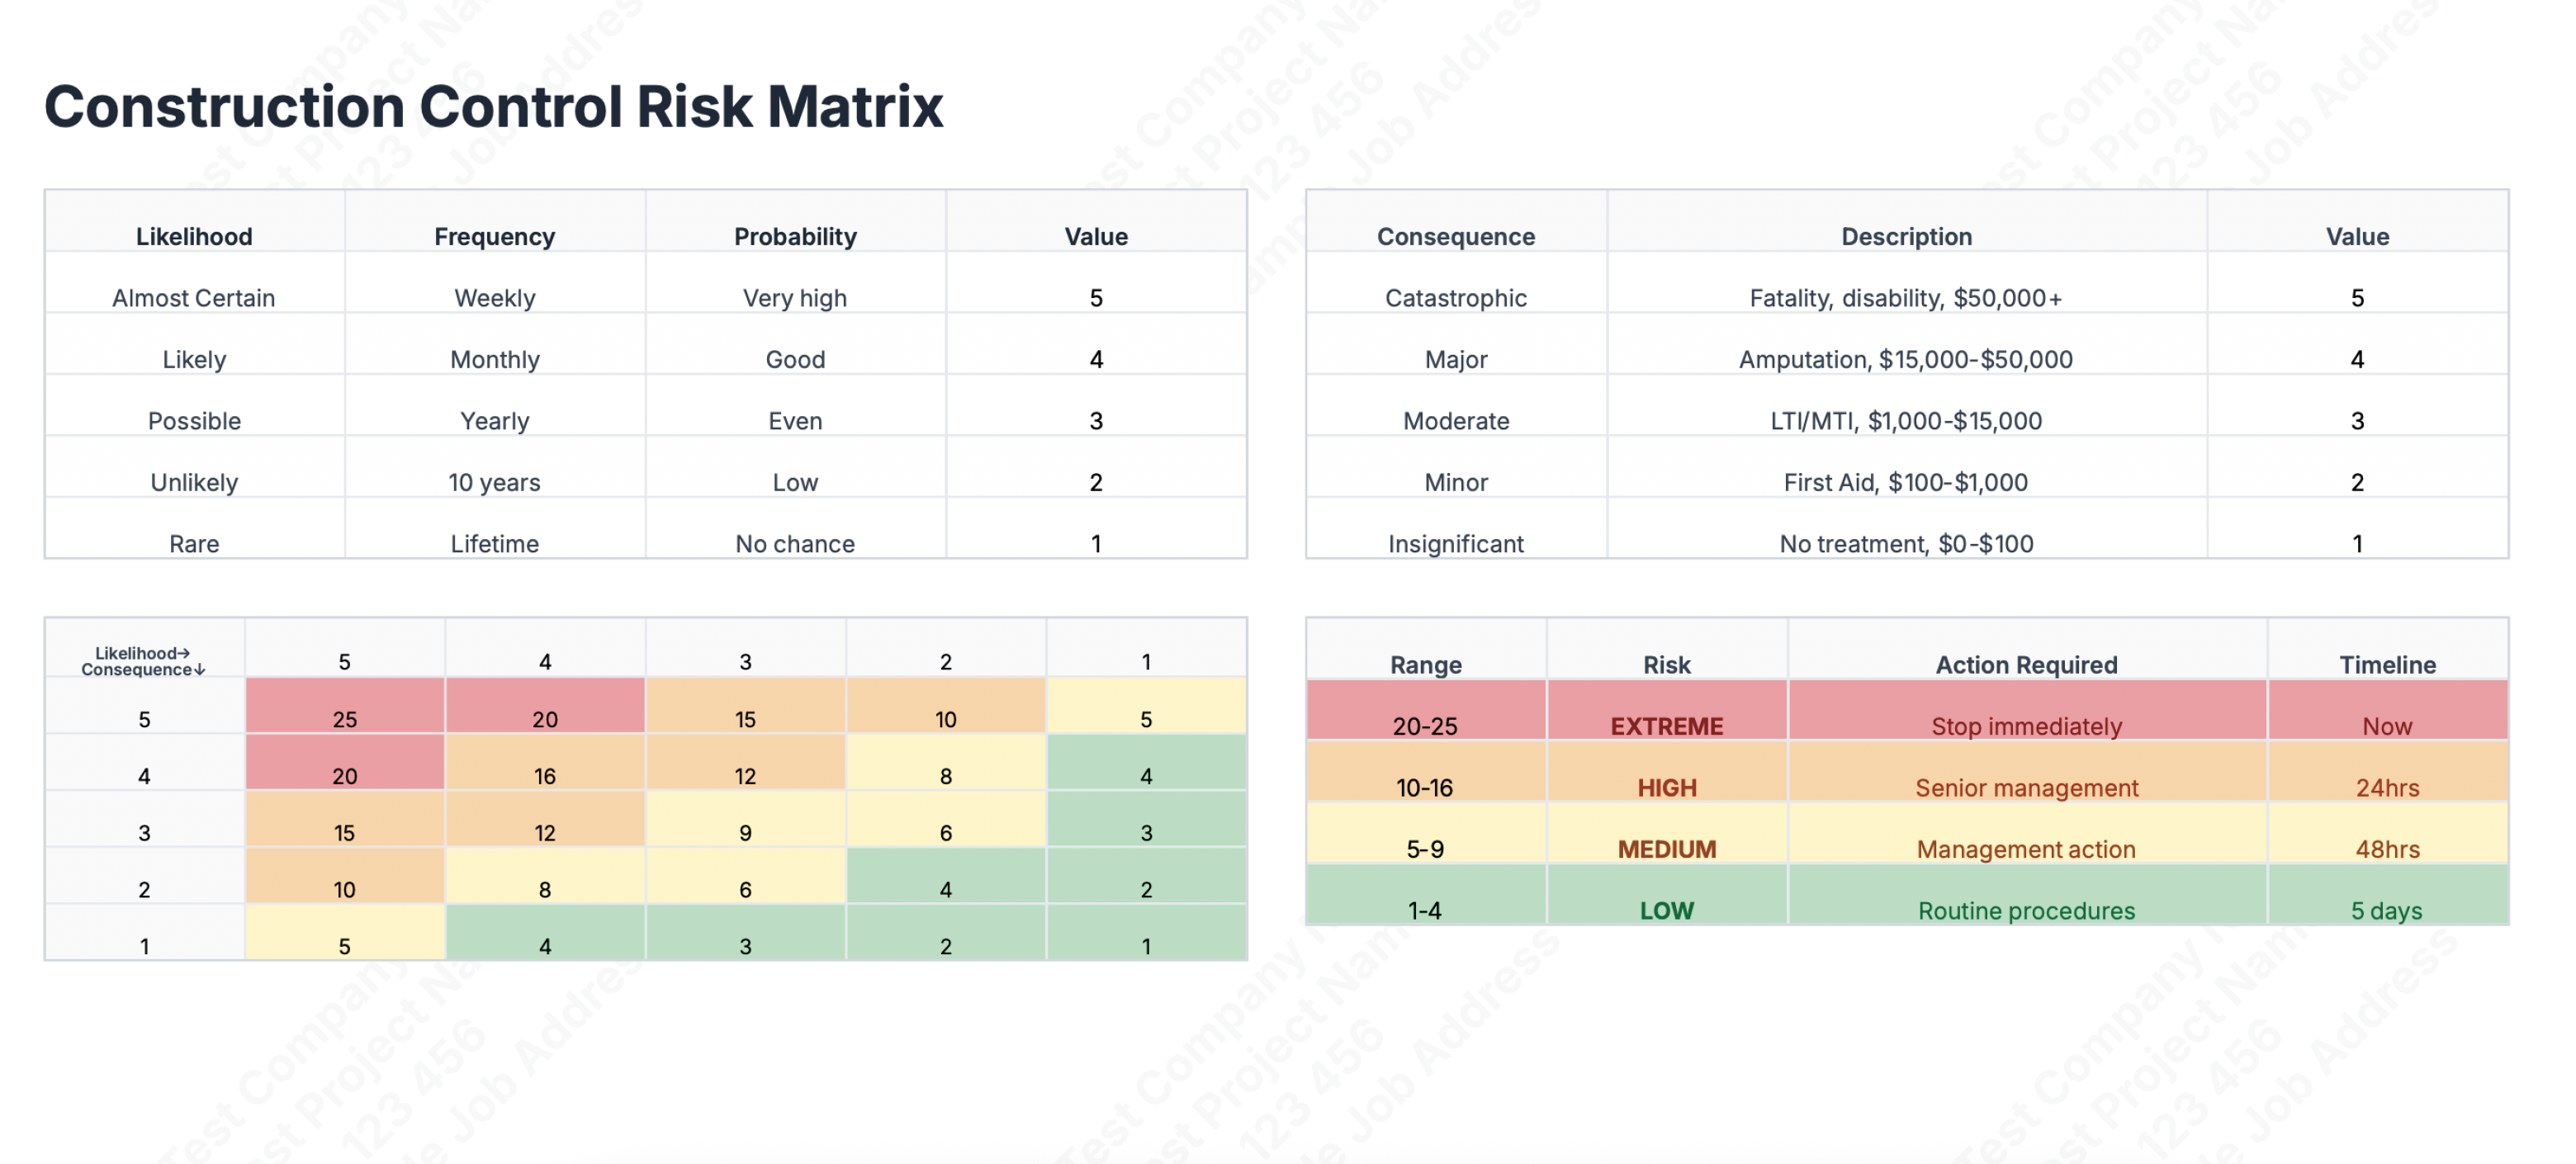 Construction Control Risk Matrix
Likelihood Frequency Probability Value
Almost Certain Weekly Very high 5
Likely Monthly Good 4
Possible Yearly Even 3
Unlikely 10 years Low 2
Rare Lifetime No chance 1
Consequence Description Value
Catastrophic Fatality, disability, $50,000+ 5
Major Amputation, $15,000-$50,000 4
Moderate LTI/MTI, $1,000-$15,000 3
Minor First Aid, $100-$1,000 2
Insignificant No treatment, $0-$100 1
Likelihood→
Consequence↓ 5 4 3 2 1
5 25 20 15 10 5
4 20 16 12 8 4
3 15 12 9 6 3
2 10 8 6 4 2
1 5 4 3 2 1
Range Risk Action Required Timeline
20-25 EXTREME Stop immediately Now
10-16 HIGH Senior management 24hrs
5-9 MEDIUM Management action 48hrs
1-4 LOW Routine procedures 5 days
Test Company
Project Name
123 456
Job Address